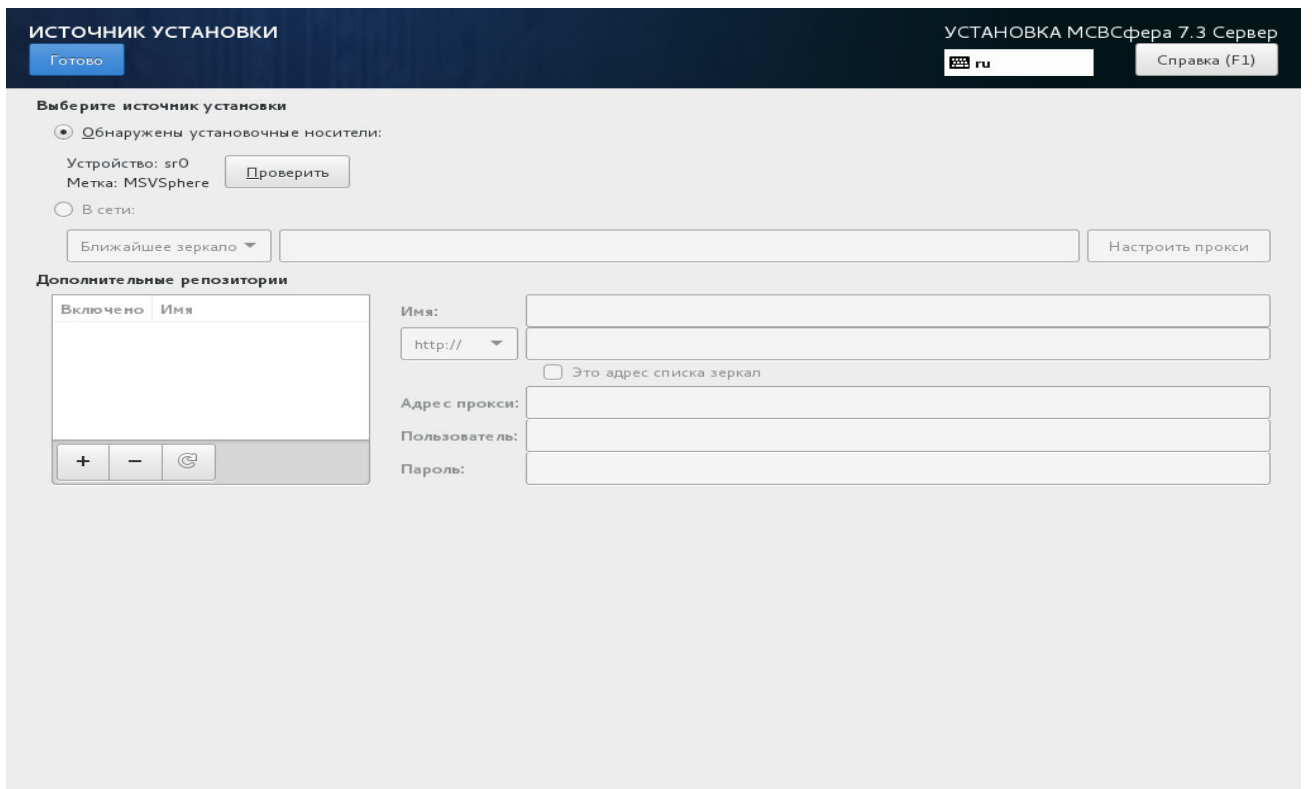 ИСТОЧНИК УСТАНОВКИ
УСТАНОВКА МСВСфера 7.3 Сервер
Готово
ru
Справка (F1)
Выберите источник установки
Обнаружены установочные носители:
Устройство: sr0
Метка: MSVSphere
Проверить
В сети:
Ближайшее зеркало
Настроить прокси
Дополнительные репозитории
Включено Имя
Имя:
http://
Это адрес списка зеркал
Адрес прокси:
Пользователь:
Пароль: